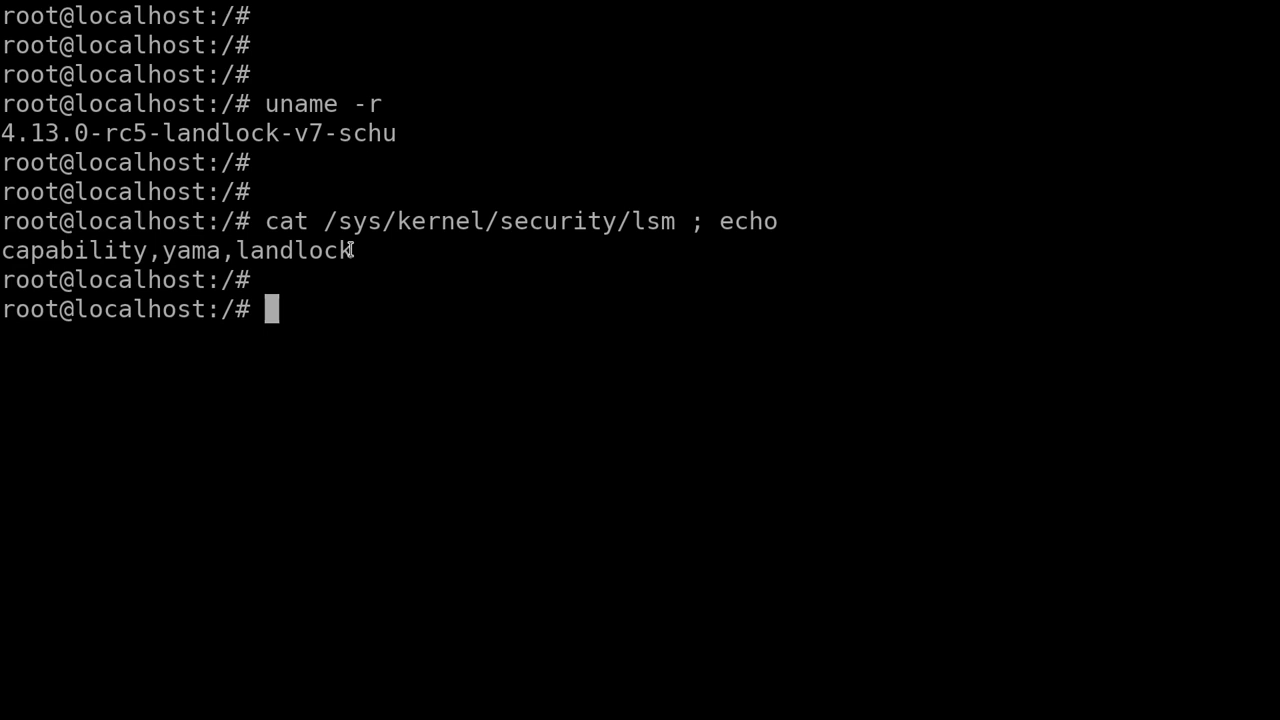 root@localhost:/#
root@localhost:/#
root@localhost:/#
root@localhost:/# uname -r
4.13.0-rc5-landlock-v7-schu
root@localhost:/#
root@localhost:/#
root@localhost:/# cat /sys/kernel/security/lsm ; echo
capability,yama,landlock
root@localhost:/#
root@localhost:/#